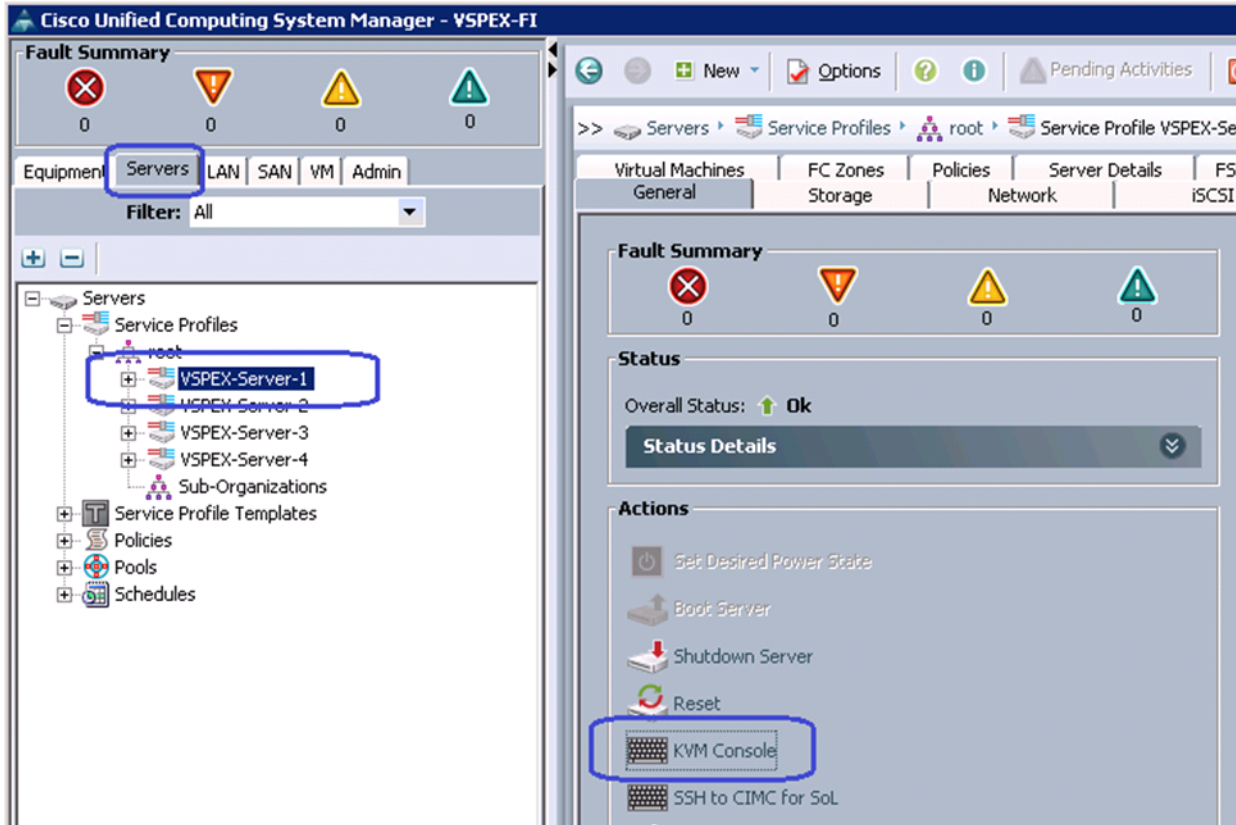 Cisco Unified Computing System Manager - VSPEX-FI
Fault Summary
0 0 0 0
Equipment Servers LAN SAN VM Admin
Filter: All
Servers
Service Profiles
root
VSPEX-Server-1
VSPEX-Server-2
VSPEX-Server-3
VSPEX-Server-4
Sub-Organizations
Service Profile Templates
Policies
Pools
Schedules
New Options Pending Activities
>> Servers Service Profiles root Service Profile VSPEX-Se
Virtual Machines FC Zones Policies Server Details FS
General Storage Network iSCSI
Fault Summary
0 0 0 0
Status
Overall Status: Ok
Status Details
Actions
Set Desired Power State
Boot Server
Shutdown Server
Reset
KVM Console
SSH to CIMC for SoL